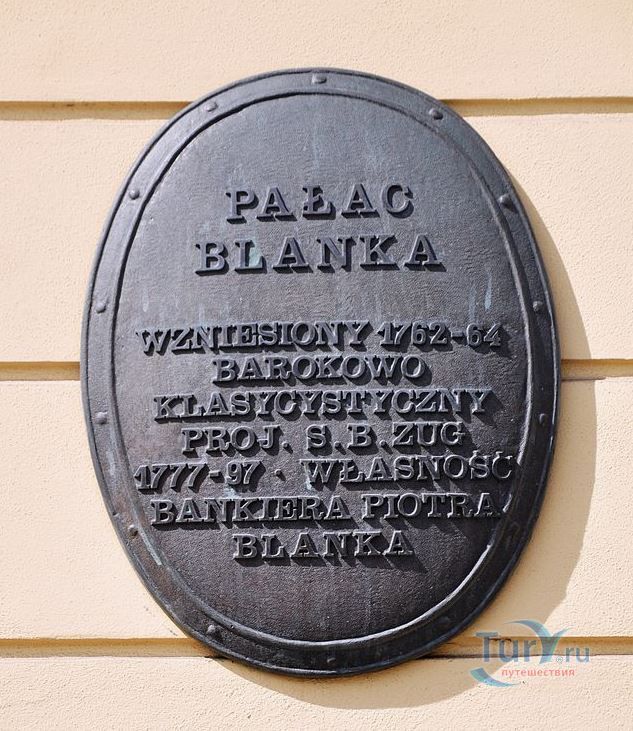 PAŁAC
BLANKA
WZNIESIONY 1762-64
BAROKOWO
KLASYCYSTYCZNY
PROJ. S.B.ZUG
1777-97 · WŁASNOŚĆ
BANKIERA PIOTRA
BLANKA
Tury.ru
путешествия